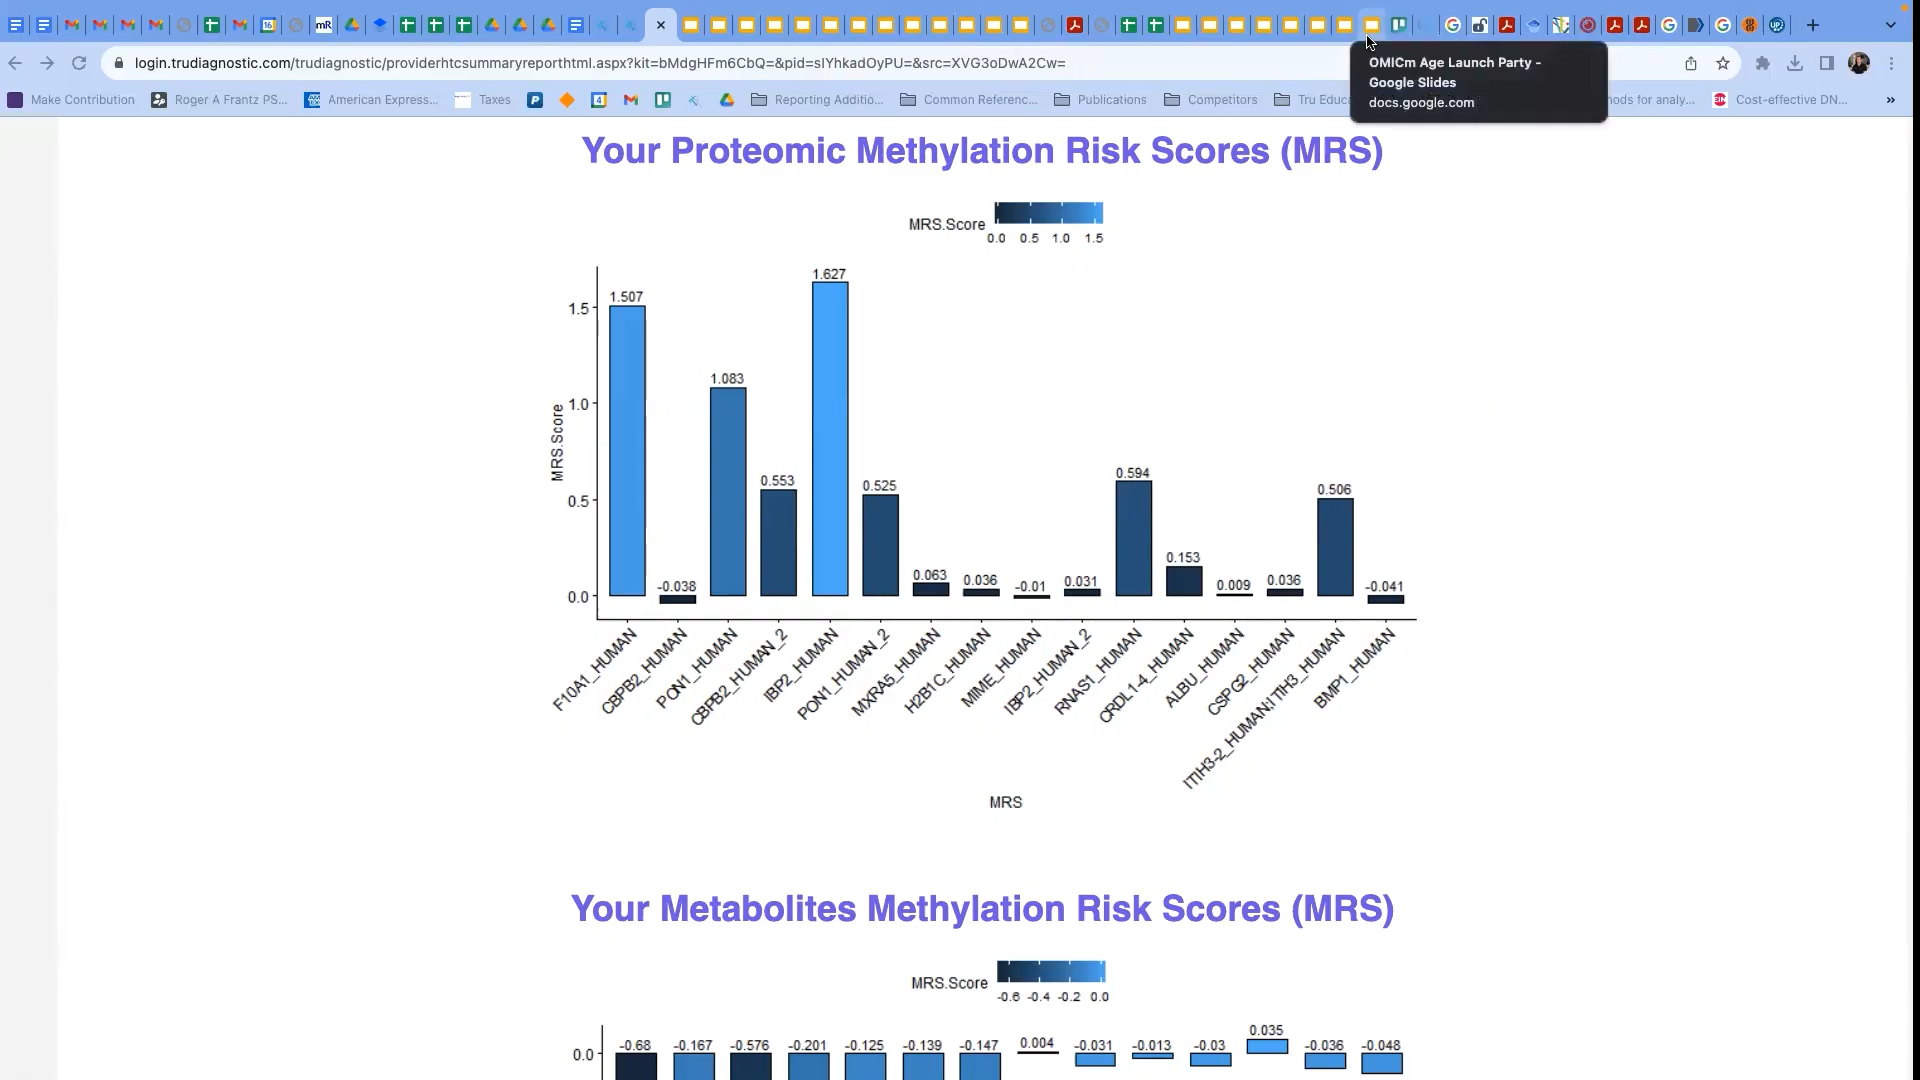 16
mR
UP
login.trudiagnostic.com/trudiagnostic/providerhtcsummaryreporthtml.aspx?kit=bMdgHFm6CbQ=&pid=sIYhkadOyPU=&src=XVG3oDwA2Cw=
OMICm Age Launch Party -
Google Slides
docs.google.com
Make Contribution
Roger A Frantz PS...
American Express...
Taxes
Reporting Additio...
Common Referenc...
Publications
Competitors
Tru Educa
hods for analy...
Cost-effective DN...
Your Proteomic Methylation Risk Scores (MRS)
MRS.Score
0.0 0.5 1.0 1.5
MRS.Score
1.5
1.0
0.5
0.0
1.507
-0.038
1.083
0.553
1.627
0.525
0.063
0.036
-0.01
0.031
0.594
0.153
0.009
0.036
0.506
-0.041
F10A1_HUMAN
CBPB2_HUMAN
PON1_HUMAN
CBPB2_HUMAN_2
IBP2_HUMAN
PON1_HUMAN_2
MXRA5_HUMAN
H2B1C_HUMAN
MIME_HUMAN
IBP2_HUMAN_2
RNAS1_HUMAN
CRDL1-4_HUMAN
ALBU_HUMAN
CSPG2_HUMAN
ITIH3-2_HUMAN;ITIH3_HUMAN
BMP1_HUMAN
MRS
Your Metabolites Methylation Risk Scores (MRS)
MRS.Score
-0.6 -0.4 -0.2 0.0
0.0
-0.68
-0.167
-0.576
-0.201
-0.125
-0.139
-0.147
0.004
-0.031
-0.013
-0.03
0.035
-0.036
-0.048